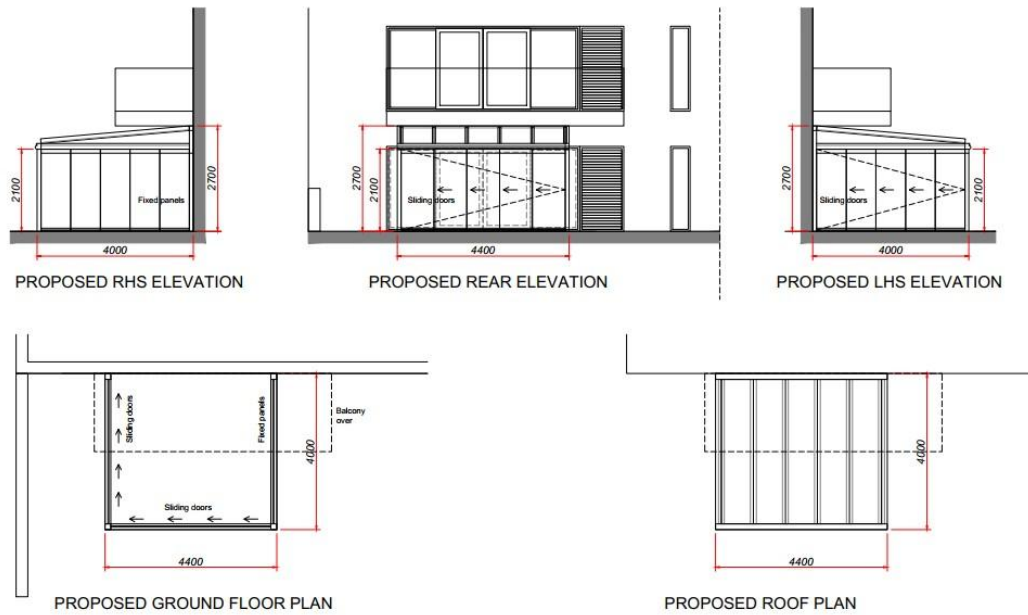 2100
Fixed panels
2700
4000
PROPOSED RHS ELEVATION
2700
2100
Sliding doors
4400
PROPOSED REAR ELEVATION
2700
Sliding doors
2100
4000
PROPOSED LHS ELEVATION
Sliding doors
Fixed panels
Balcony
over
4000
Sliding doors
4400
PROPOSED GROUND FLOOR PLAN
4000
4400
PROPOSED ROOF PLAN